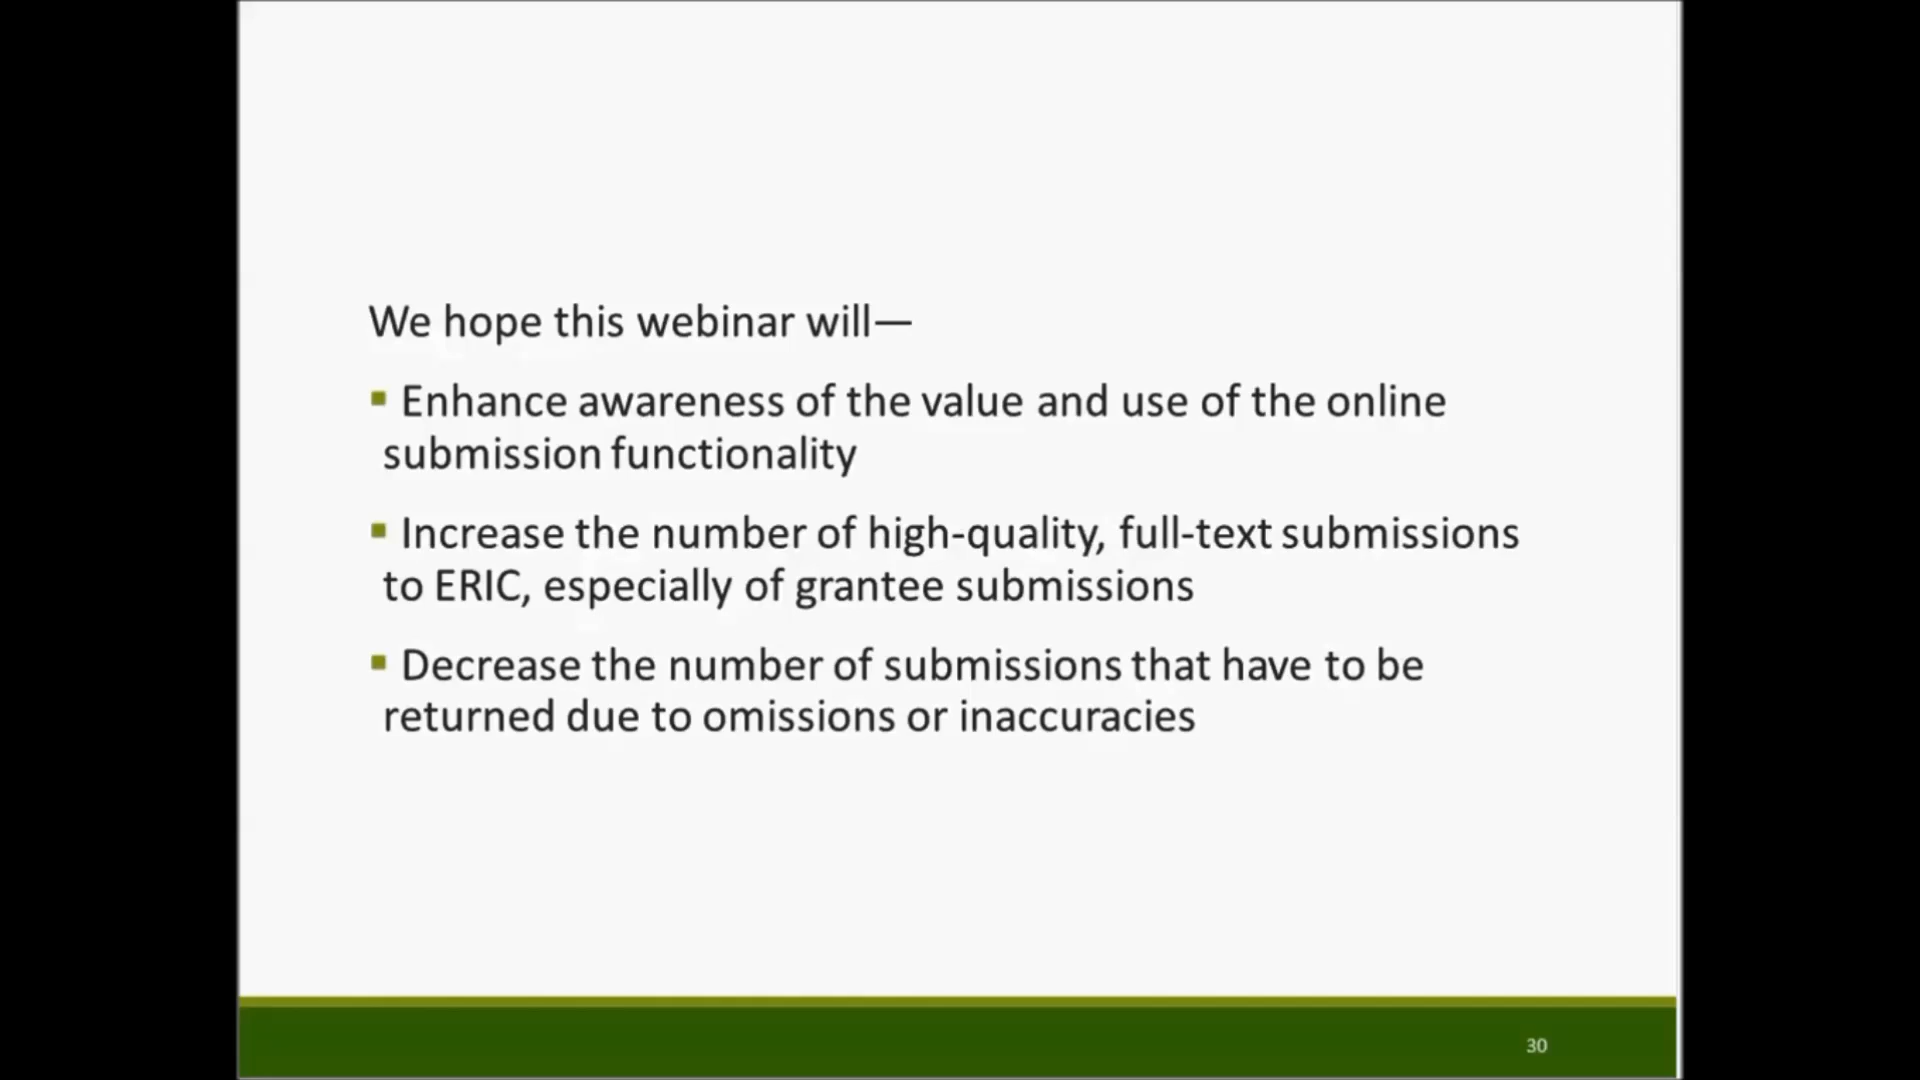 We hope this webinar will—
▪ Enhance awareness of the value and use of the online
submission functionality
▪ Increase the number of high-quality, full-text submissions
to ERIC, especially of grantee submissions
▪ Decrease the number of submissions that have to be
returned due to omissions or inaccuracies
30